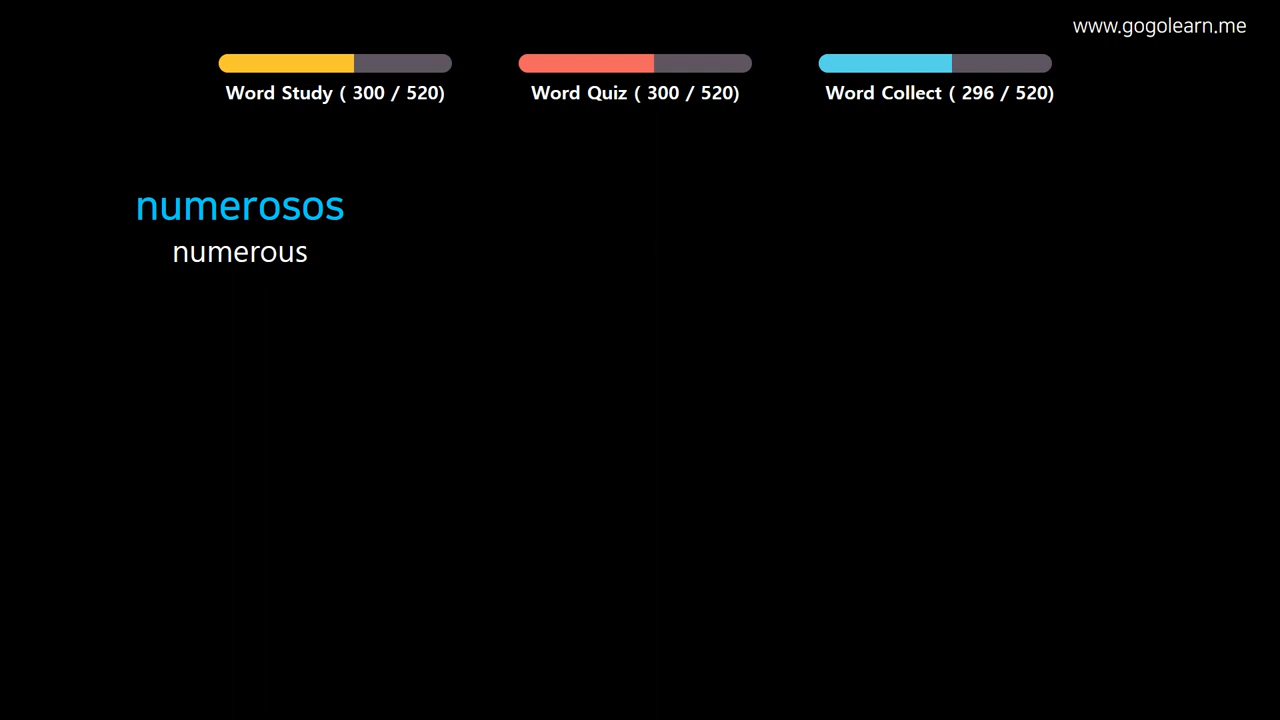 www.gogolearn.me
Word Study ( 300 / 520)
Word Quiz ( 300 / 520)
Word Collect ( 296 / 520)
numerosos
numerous